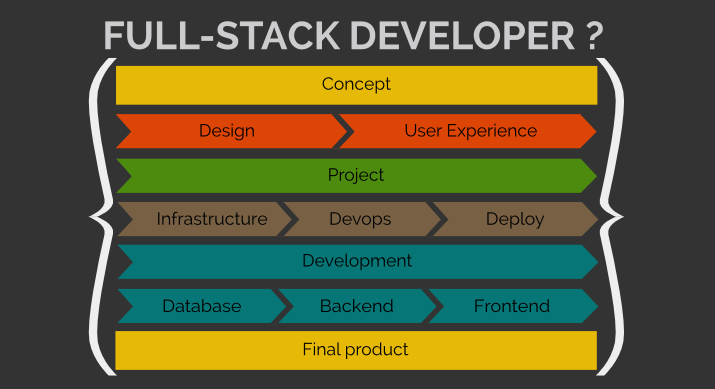 FULL-STACK DEVELOPER ?
Concept
Design User Experience
Project
Infrastructure Devops Deploy
Development
Database Backend Frontend
Final product